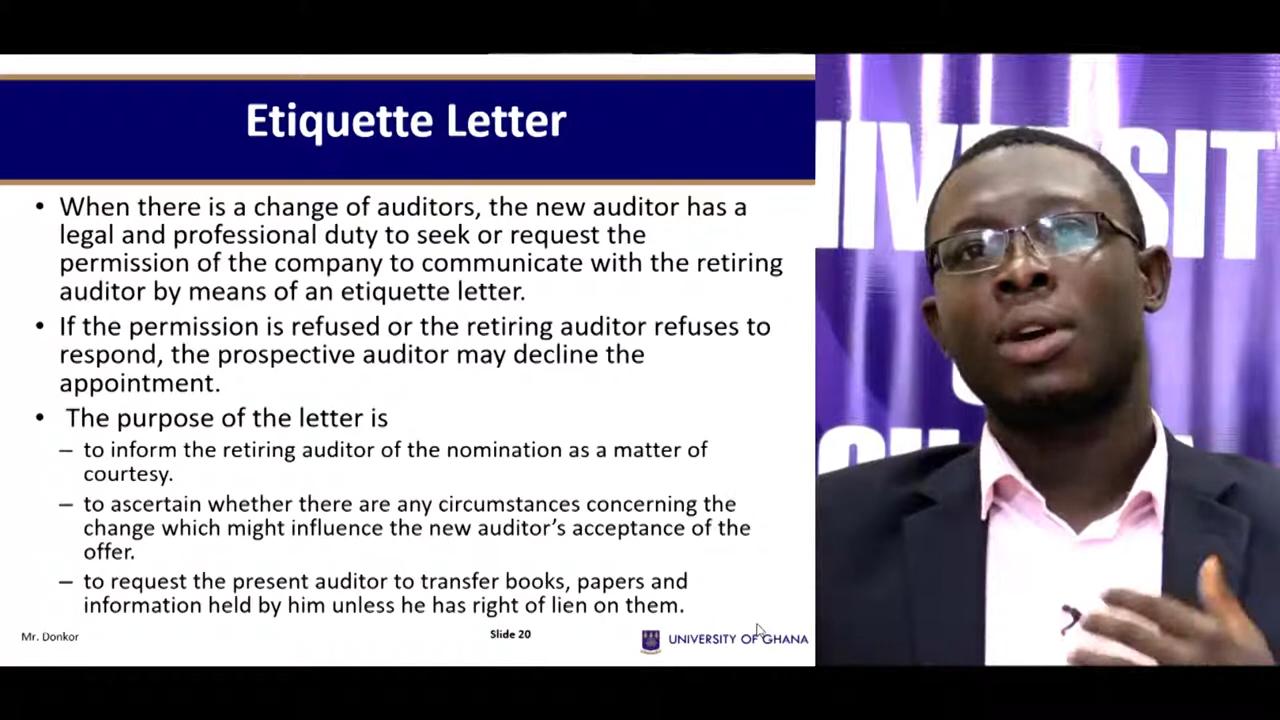 Etiquette Letter
• When there is a change of auditors, the new auditor has a
legal and professional duty to seek or request the
permission of the company to communicate with the retiring
auditor by means of an etiquette letter.
• If the permission is refused or the retiring auditor refuses to
respond, the prospective auditor may decline the
appointment.
• The purpose of the letter is
– to inform the retiring auditor of the nomination as a matter of
courtesy.
– to ascertain whether there are any circumstances concerning the
change which might influence the new auditor's acceptance of the
offer.
– to request the present auditor to transfer books, papers and
information held by him unless he has right of lien on them.
Mr. Donkor
Slide 20
UNIVERSITY OF GHANA